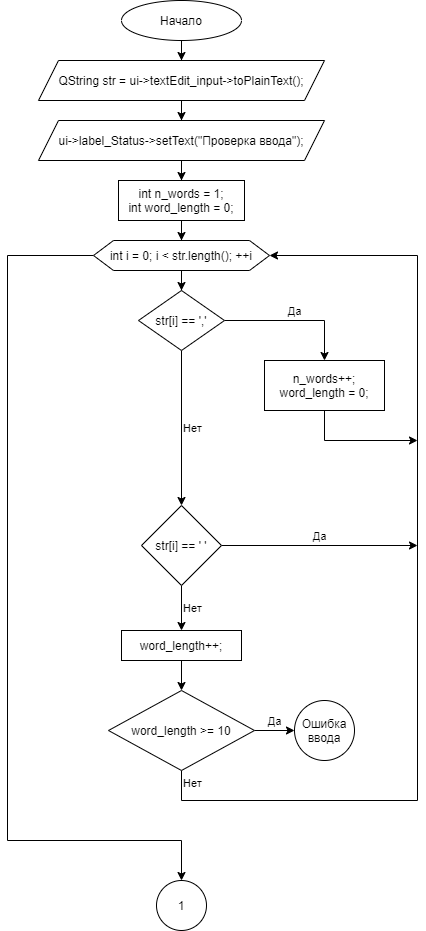 Начало
QString str = ui->textEdit_input->toPlainText();
ui->label_Status->setText("Проверка ввода");
int n_words = 1;
int word_length = 0;
int i = 0; i < str.length(); ++i
str[i] == ','
Да
n_words++;
word_length = 0;
Нет
str[i] == ' '
Да
Нет
word_length++;
word_length >= 10
Да
Ошибка
ввода
Нет
1